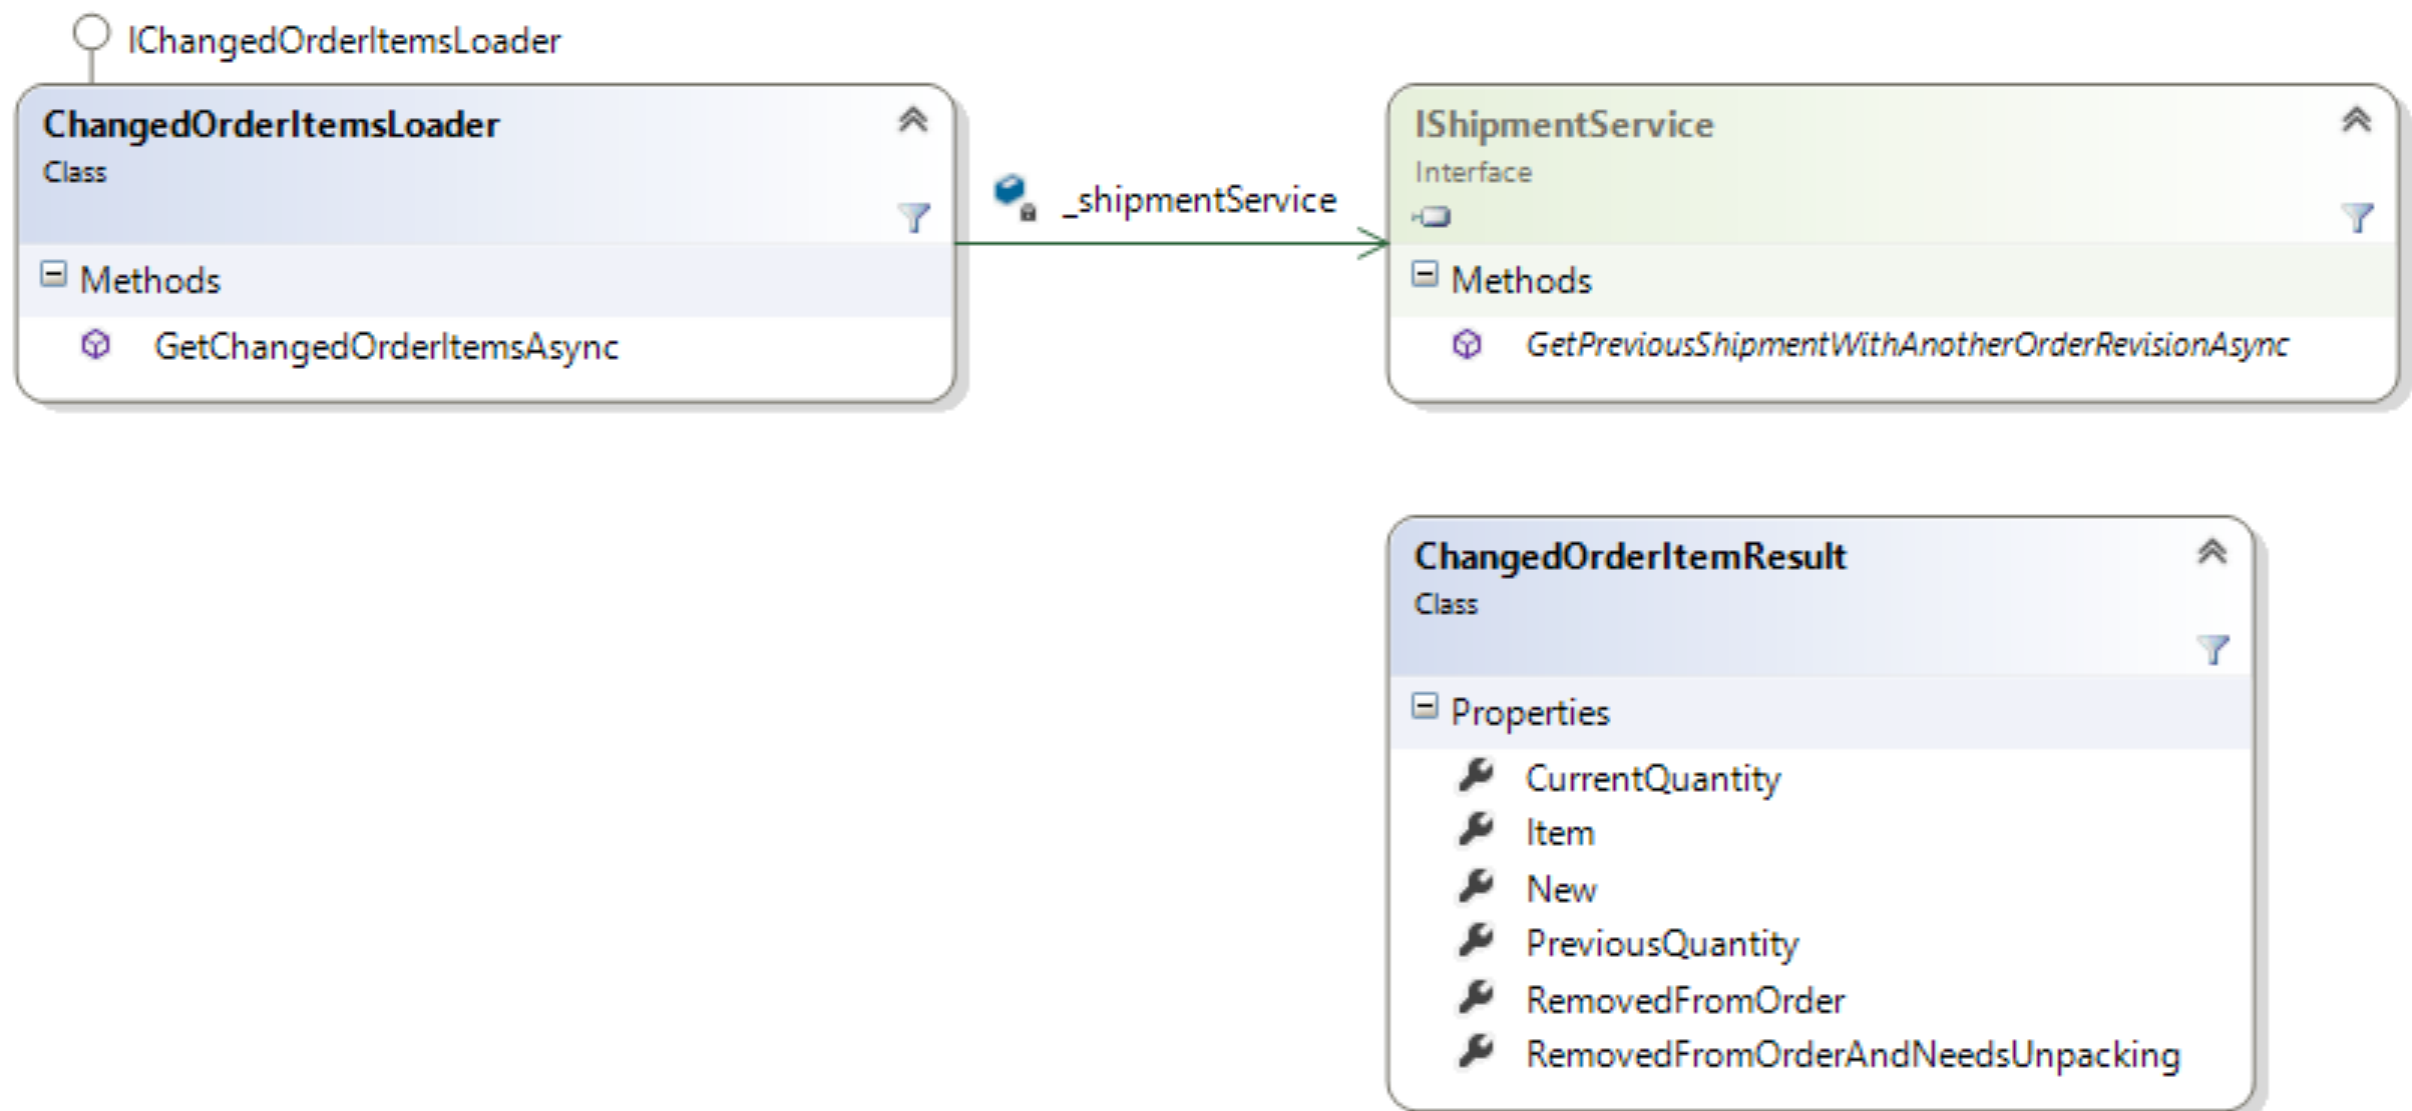 IChangedOrderItemsLoader
ChangedOrderItemsLoader
Class
Methods
GetChangedOrderItemsAsync
_shipmentService
IShipmentService
Interface
Methods
GetPreviousShipmentWithAnotherOrderRevisionAsync
ChangedOrderItemResult
Class
Properties
CurrentQuantity
Item
New
PreviousQuantity
RemovedFromOrder
RemovedFromOrderAndNeedsUnpacking